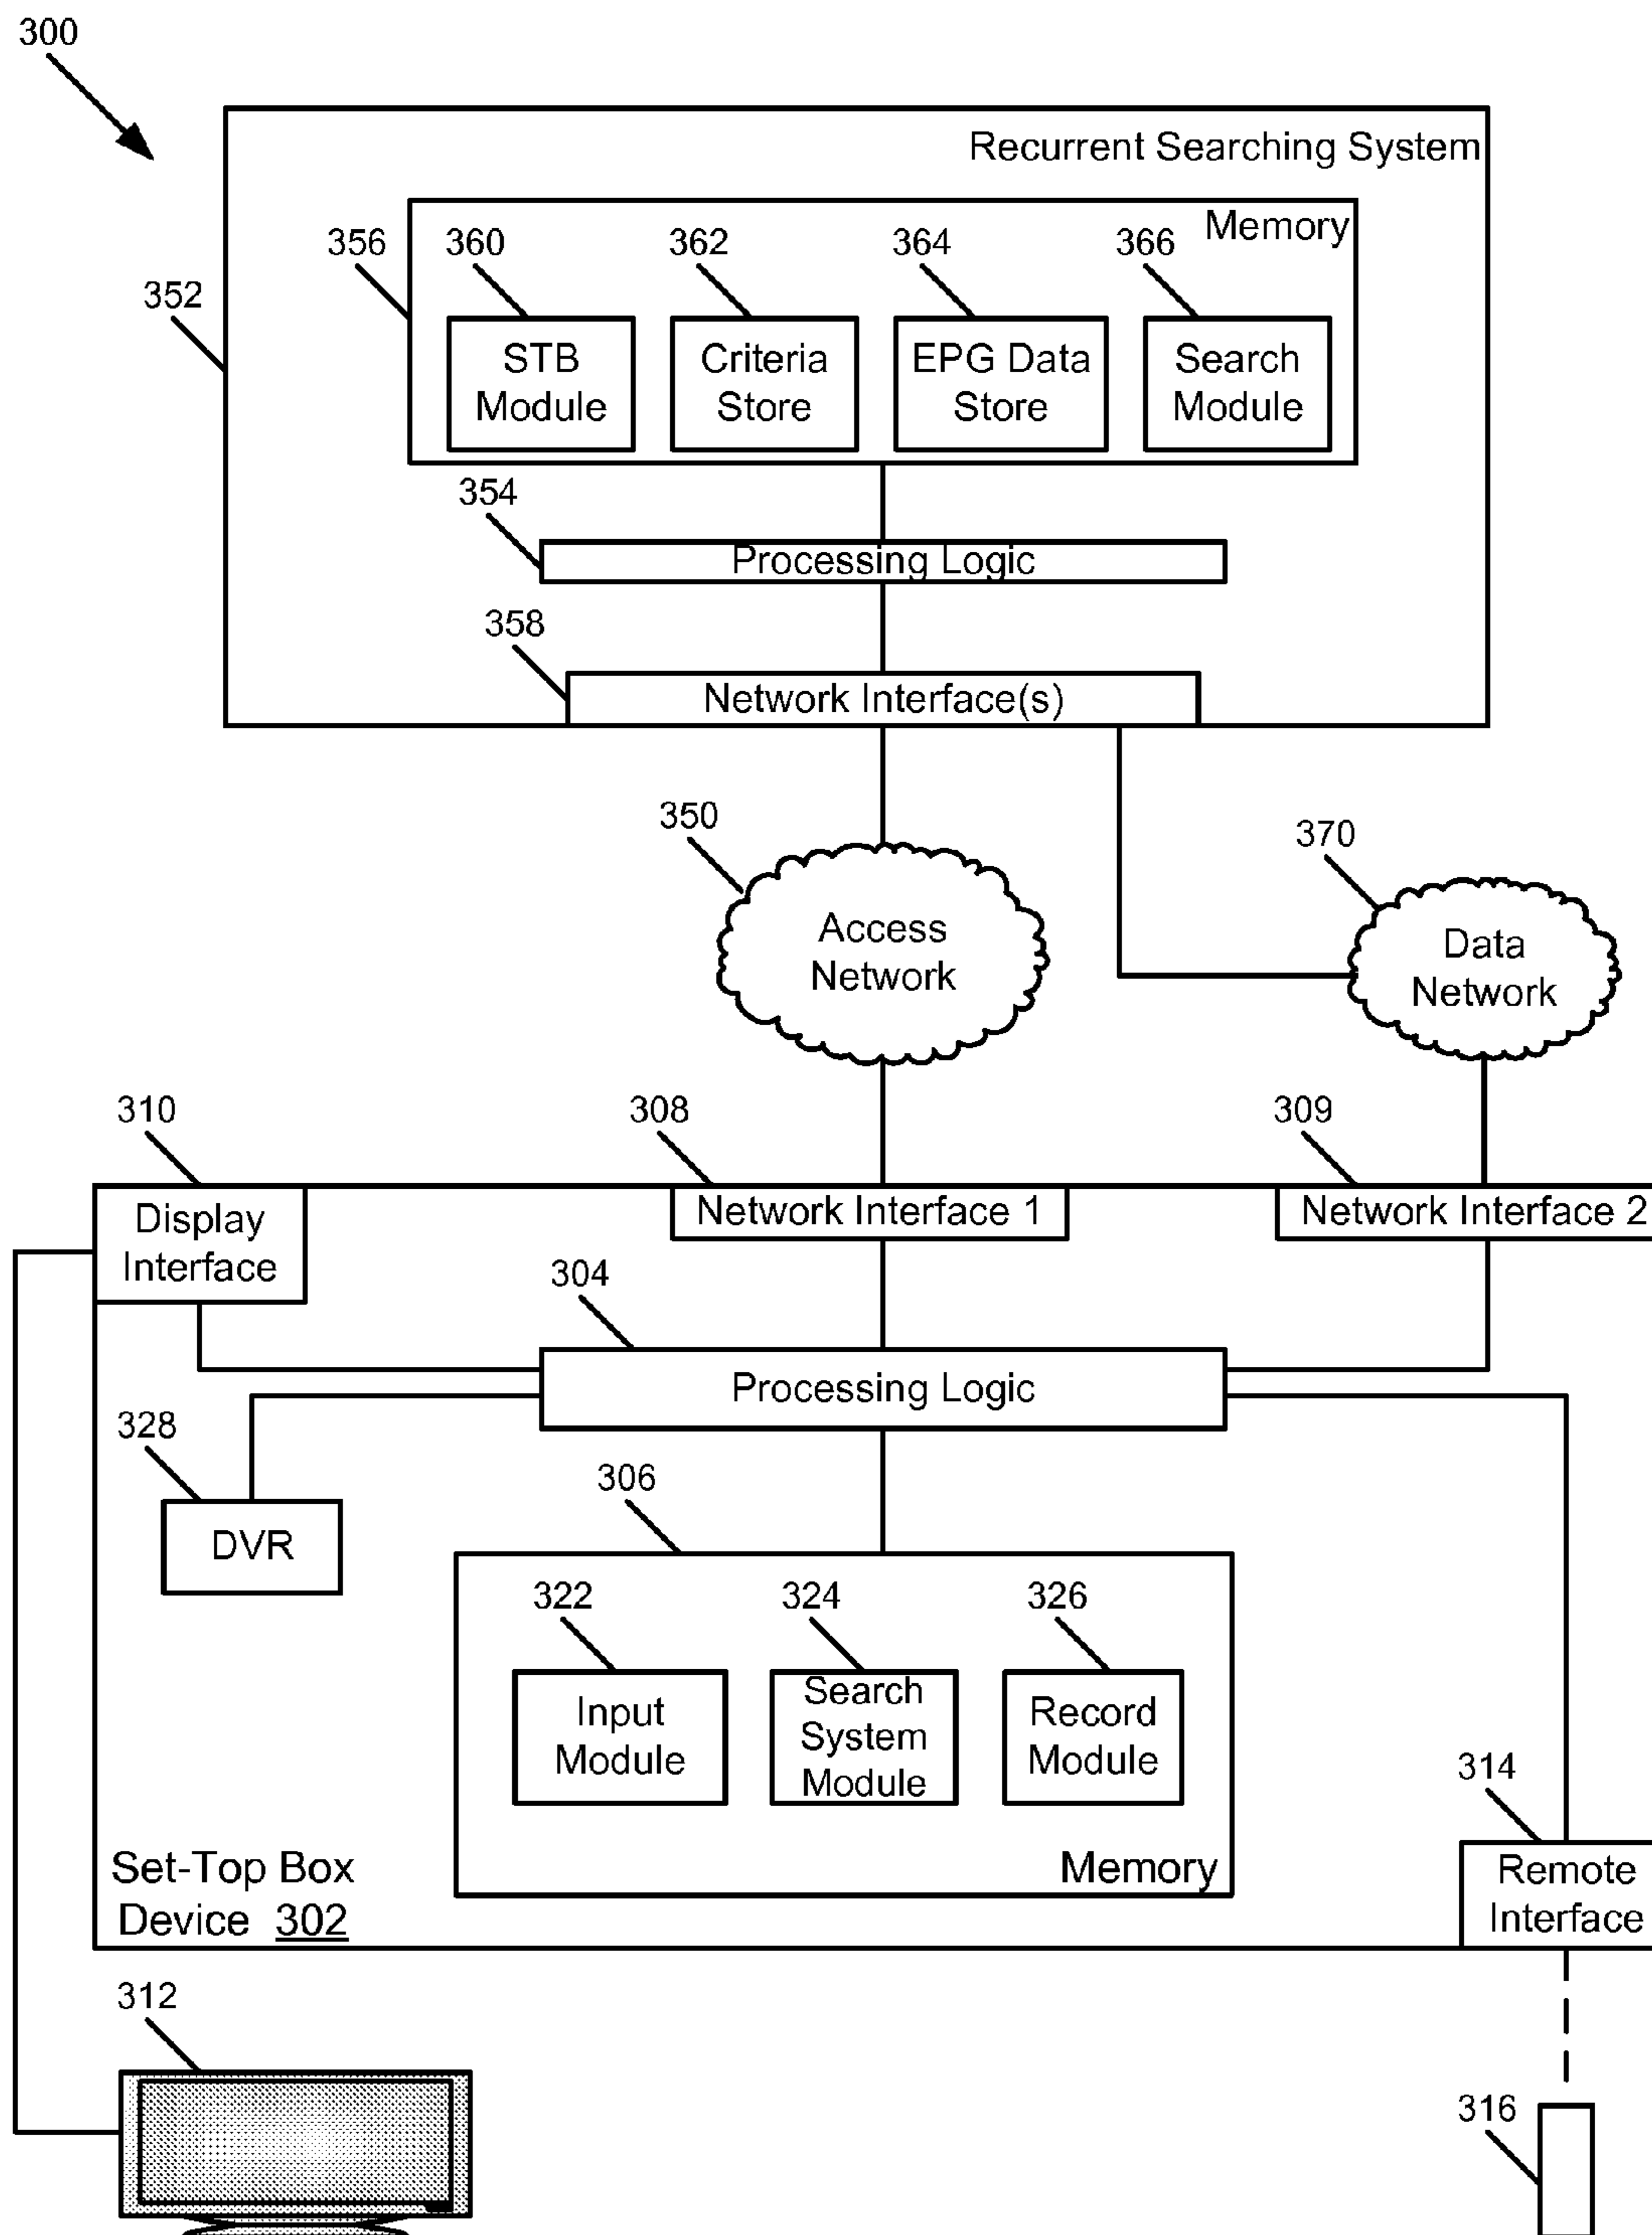 300
Recurrent Searching System
Memory
356
360
362
364
366
352
STB
Module
Criteria
Store
EPG Data
Store
Search
Module
354
Processing Logic
358
Network Interface(s)
350
370
Access
Network
Data
Network
310
308
309
Display
Interface
Network Interface 1
Network Interface 2
304
Processing Logic
328
DVR
306
322
324
326
Input
Module
Search
System
Module
Record
Module
314
Set-Top Box
Device 302
Memory
Remote
Interface
312
316